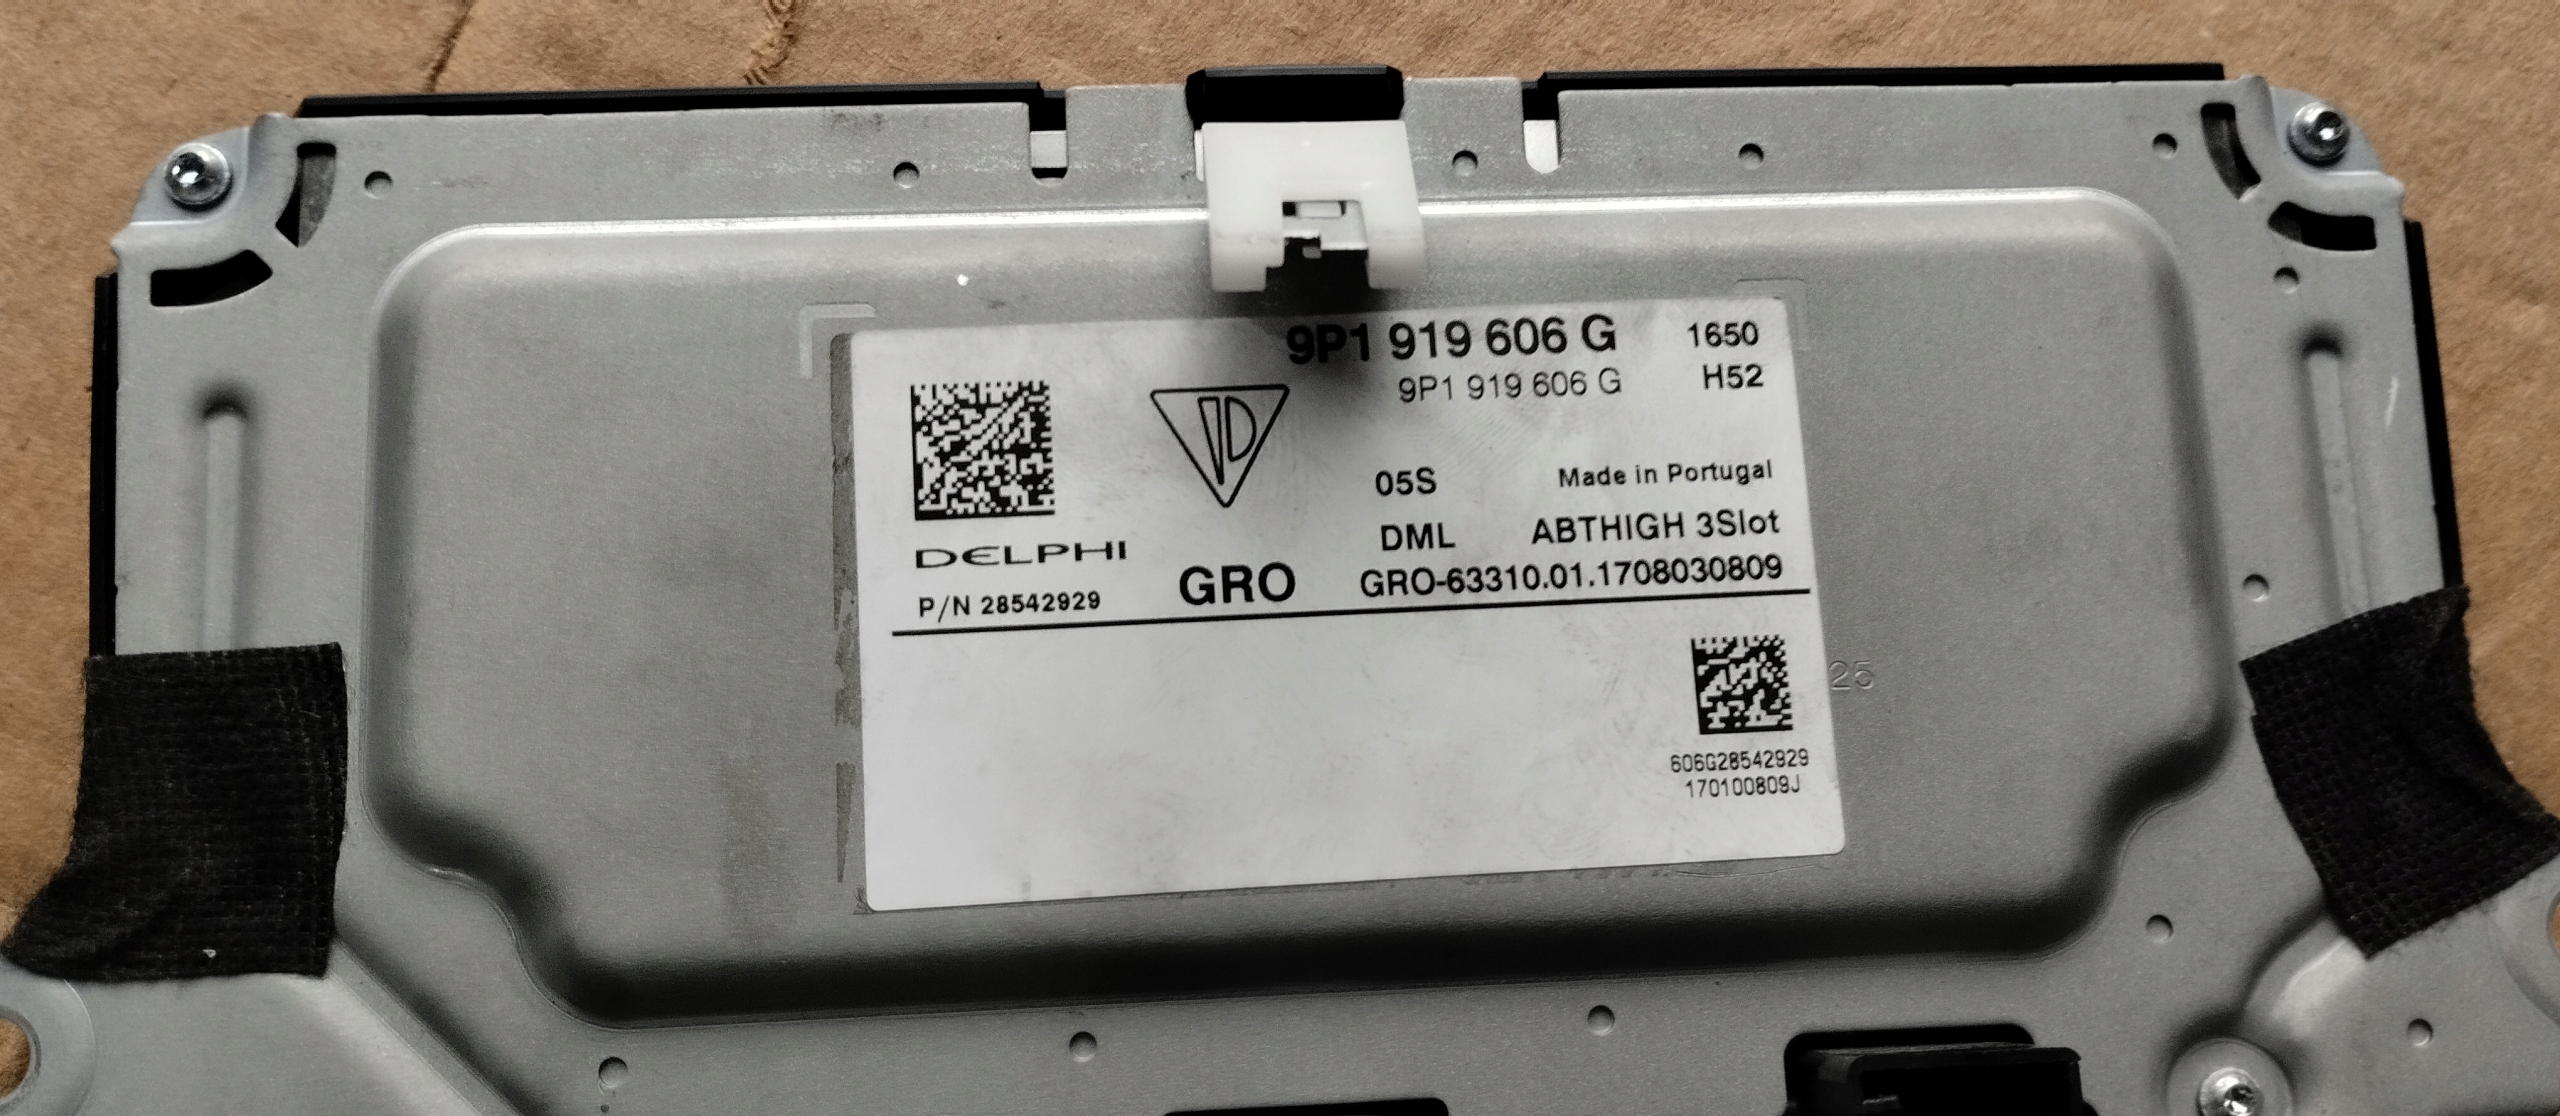 9P1 919 606 G 1650
9P1 919 606 G H52
05S Made in Portugal
DML ABTHIGH 3Slot
DELPHI
GRO GRO-63310.01.1708030809
P/N 28542929
25
606G28542929
170100809J